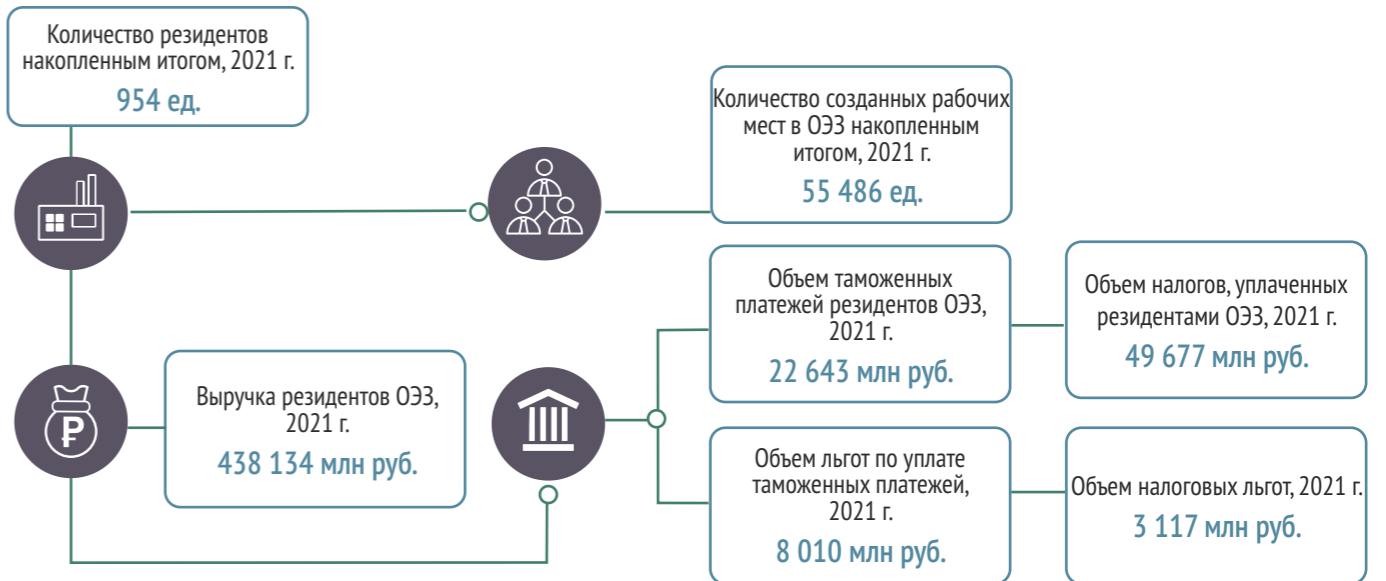 Количество резидентов
накопленным итогом, 2021 г.
954 ед.
Количество созданных рабочих
мест в ОЭЗ накопленным
итогом, 2021 г.
55 486 ед.
Выручка резидентов ОЭЗ,
2021 г.
438 134 млн руб.
Объем таможенных
платежей резидентов ОЭЗ,
2021 г.
22 643 млн руб.
Объем налогов, уплаченных
резидентами ОЭЗ, 2021 г.
49 677 млн руб.
Объем льгот по уплате
таможенных платежей,
2021 г.
8 010 млн руб.
Объем налоговых льгот, 2021 г.
3 117 млн руб.